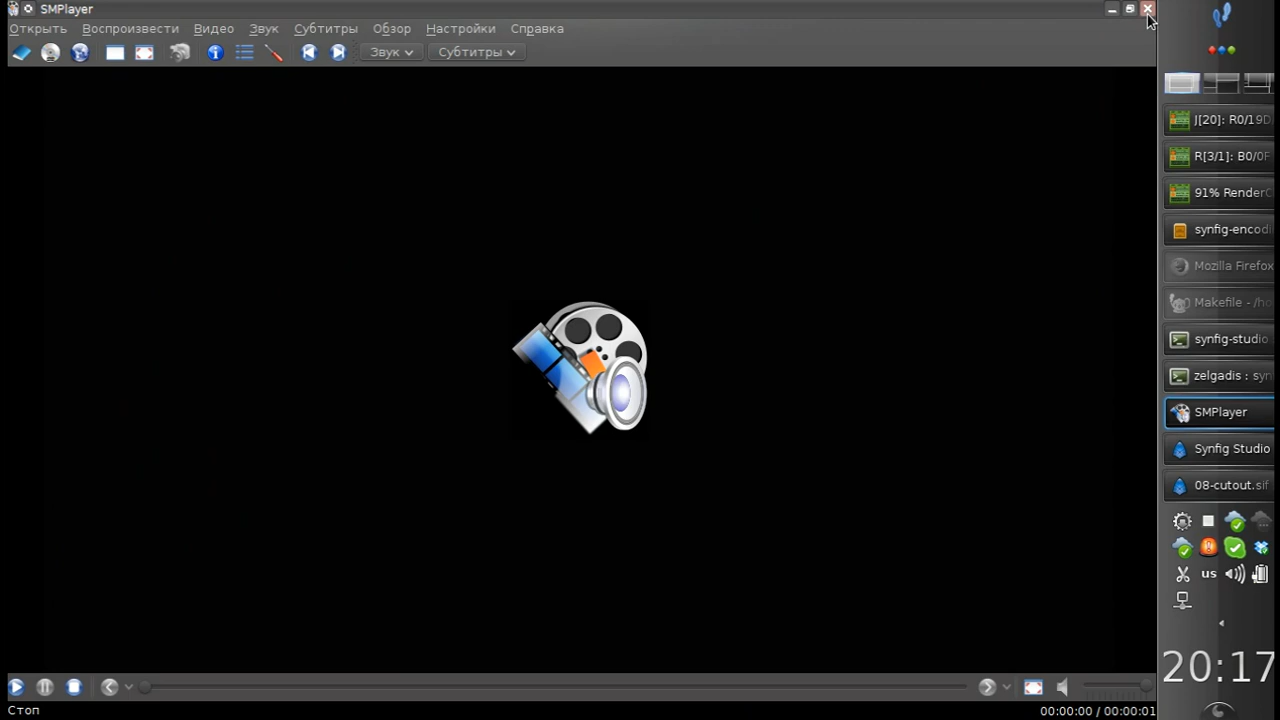 SMPlayer
Открыть Воспроизвести Видео Звук Субтитры Обзор Настройки Справка
Звук Субтитры
J[20]: R0/19D
R[3/1]: B0/0F
91% Render
synfig-encodi
Mozilla Firefox
Makefile - /ho
synfig-studio
zelgadis : syn
SMPlayer
Synfig Studio
08-cutout.sif
us
20:17
Стоп
00:00:00 / 00:00:01